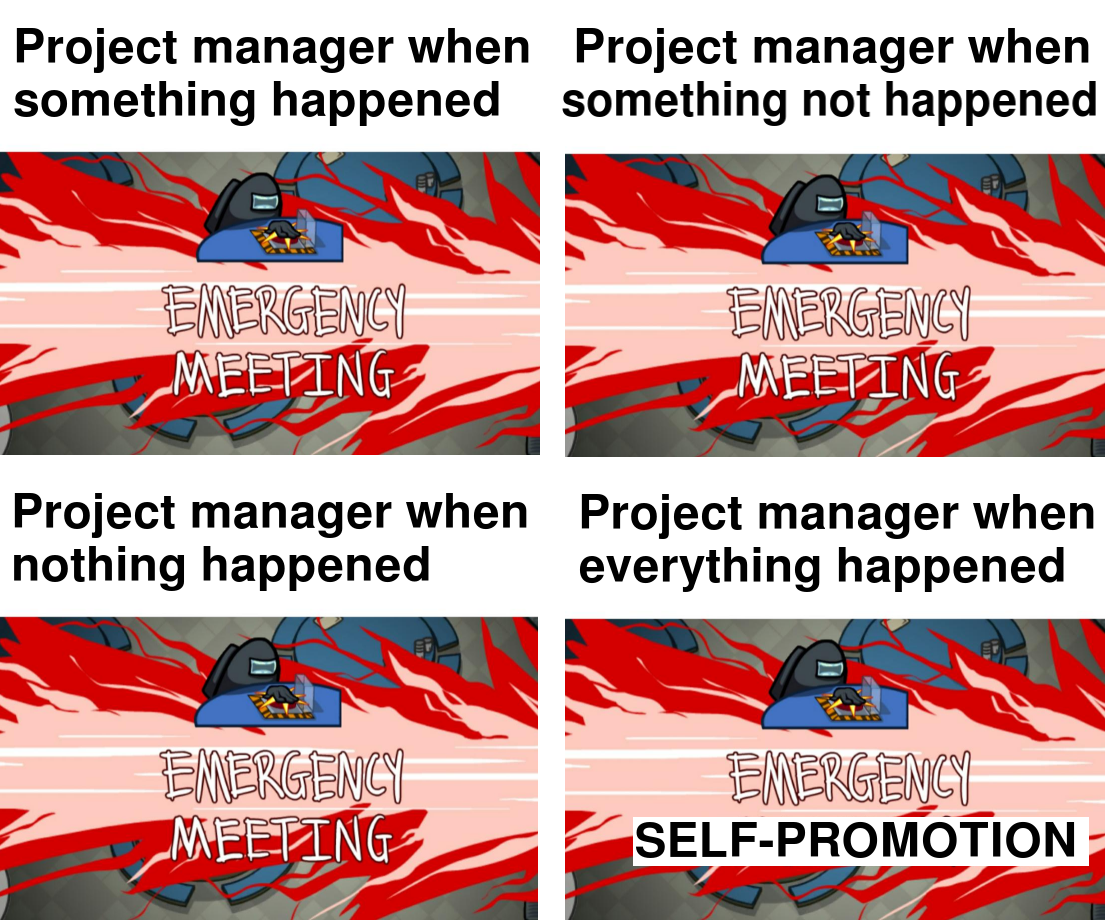 Project manager when
something happened
EMERGENCY
MEETING
Project manager when
something not happened
EMERGENCY
MEETING
Project manager when
nothing happened
EMERGENCY
MEETING
Project manager when
everything happened
EMERGENCY
SELF-PROMOTION